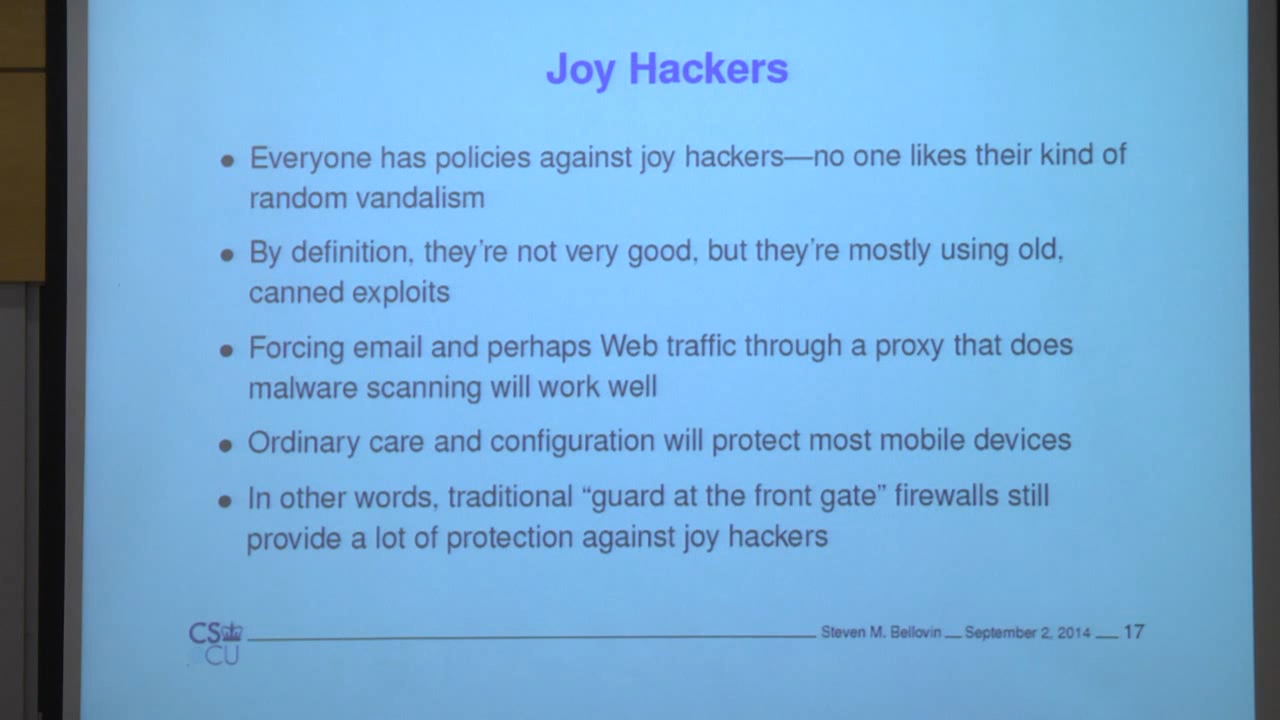 Joy Hackers
• Everyone has policies against joy hackers—no one likes their kind of
random vandalism
• By definition, they're not very good, but they're mostly using old,
canned exploits
• Forcing email and perhaps Web traffic through a proxy that does
malware scanning will work well
• Ordinary care and configuration will protect most mobile devices
• In other words, traditional “guard at the front gate” firewalls still
provide a lot of protection against joy hackers
CS
CU
Steven M. Bellovin __ September 2, 2014 __ 17